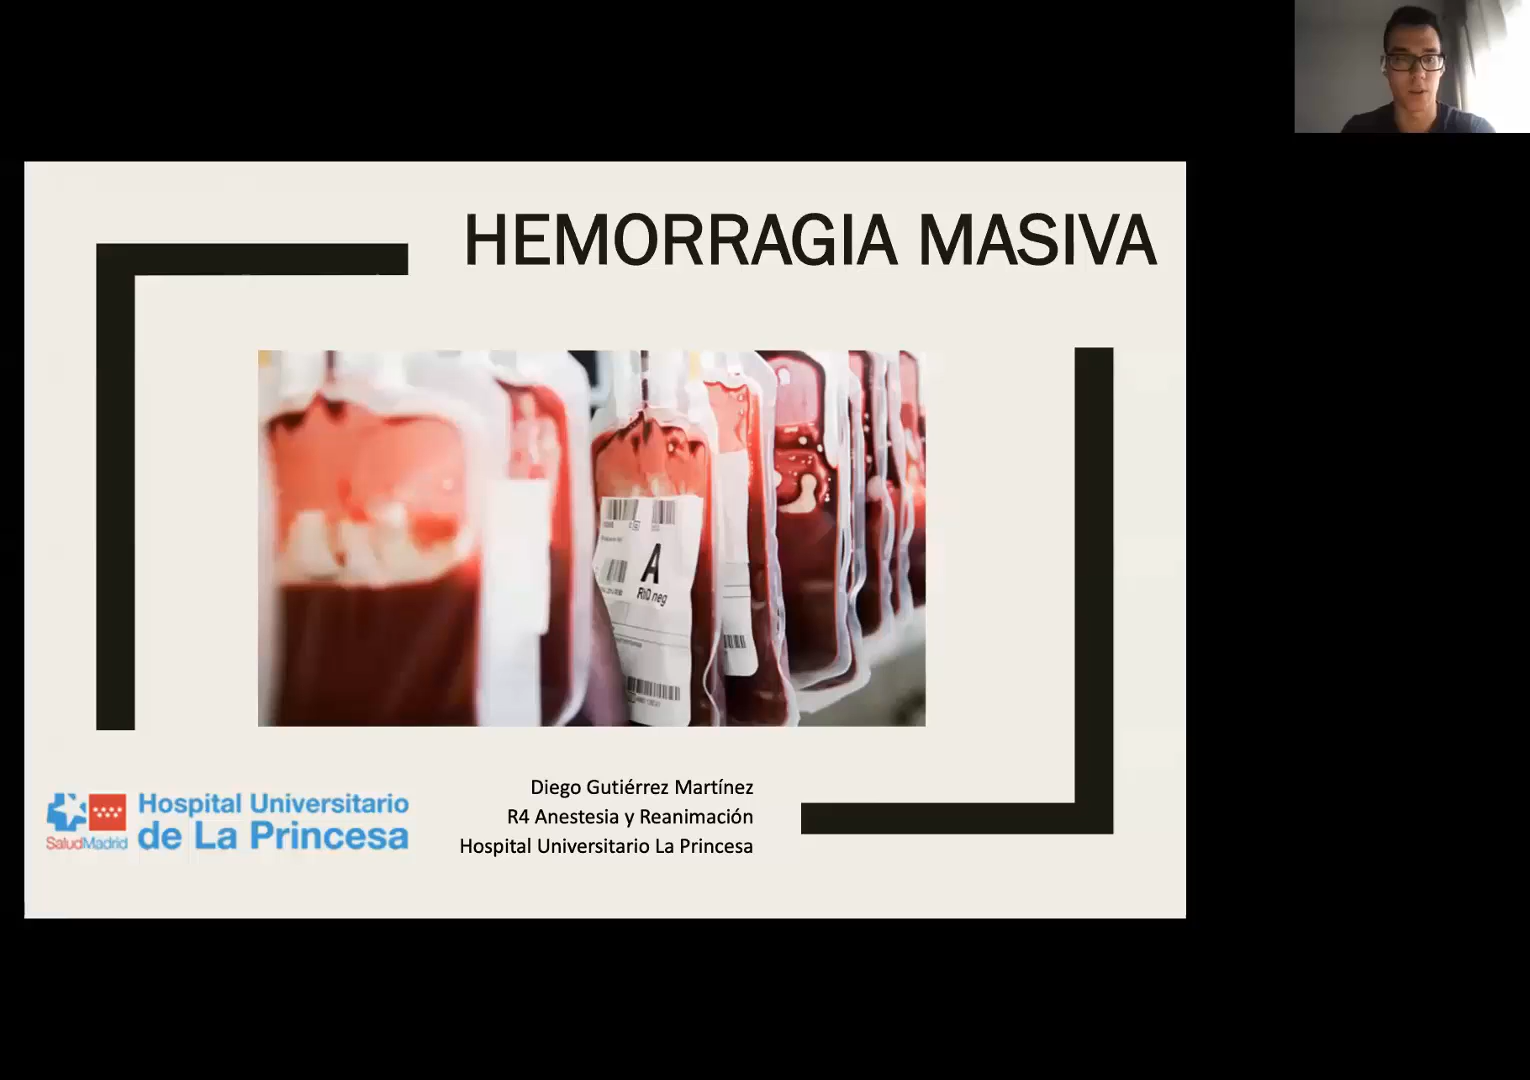 HEMORRAGIA MASIVA
A
RhD neg
Diego Gutiérrez Martínez
R4 Anestesia y Reanimación
Hospital Universitario La Princesa
Hospital Universitario
de La Princesa
SaludMadrid